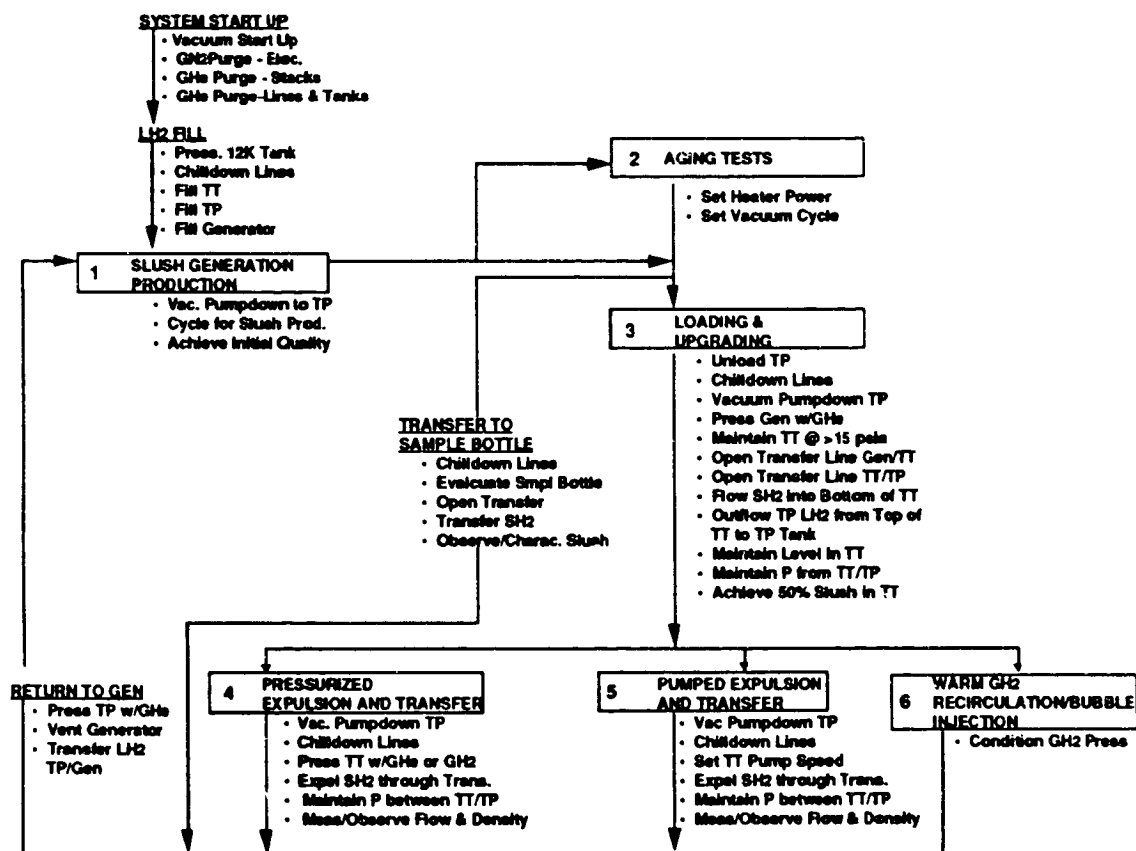 SYSTEM START UP
• Vacuum Start Up
• GN2Purge - Elec.
• GHe Purge - Stacks
• GHe Purge-Lines & Tanks
LH2 FILL
• Press. 12K Tank
• Chilldown Lines
• Fill TT
• Fill TP
• Fill Generator
1 SLUSH GENERATION
PRODUCTION
• Vac. Pumpdown to TP
• Cycle for Slush Prod.
• Achieve Initial Quality
2 AGING TESTS
• Set Heater Power
• Set Vacuum Cycle
3 LOADING &
UPGRADING
• Unload TP
• Chilldown Lines
• Vacuum Pumpdown TP
• Press Gen w/GHe
• Maintain TT @ >15 psia
• Open Transfer Line Gen/TT
• Open Transfer Line TT/TP
• Flow SH2 into Bottom of TT
• Outflow TP LH2 from Top of
TT to TP Tank
• Maintain Level in TT
• Maintain P from TT/TP
• Achieve 50% Slush in TT
TRANSFER TO
SAMPLE BOTTLE
• Chilldown Lines
• Evaluate Smpl Bottle
• Open Transfer
• Transfer SH2
• Observe/Charac. Slush
RETURN TO GEN
• Press TP w/GHe
• Vent Generator
• Transfer LH2
TP/Gen
4 PRESSURIZED
EXPULSION AND TRANSFER
• Vac. Pumpdown TP
• Chilldown Lines
• Press TT w/GHe or GH2
• Expel SH2 through Trans.
• Maintain P between TT/TP
• Meas/Observe Flow & Density
5 PUMPED EXPULSION
AND TRANSFER
• Vac Pumpdown TP
• Chilldown Lines
• Set TT Pump Speed
• Expel SH2 through Trans.
• Maintain P between TT/TP
• Meas/Observe Flow & Density
6 WARM GH2
RECIRCULATION/BUBBLE
INJECTION
• Condition GH2 Press